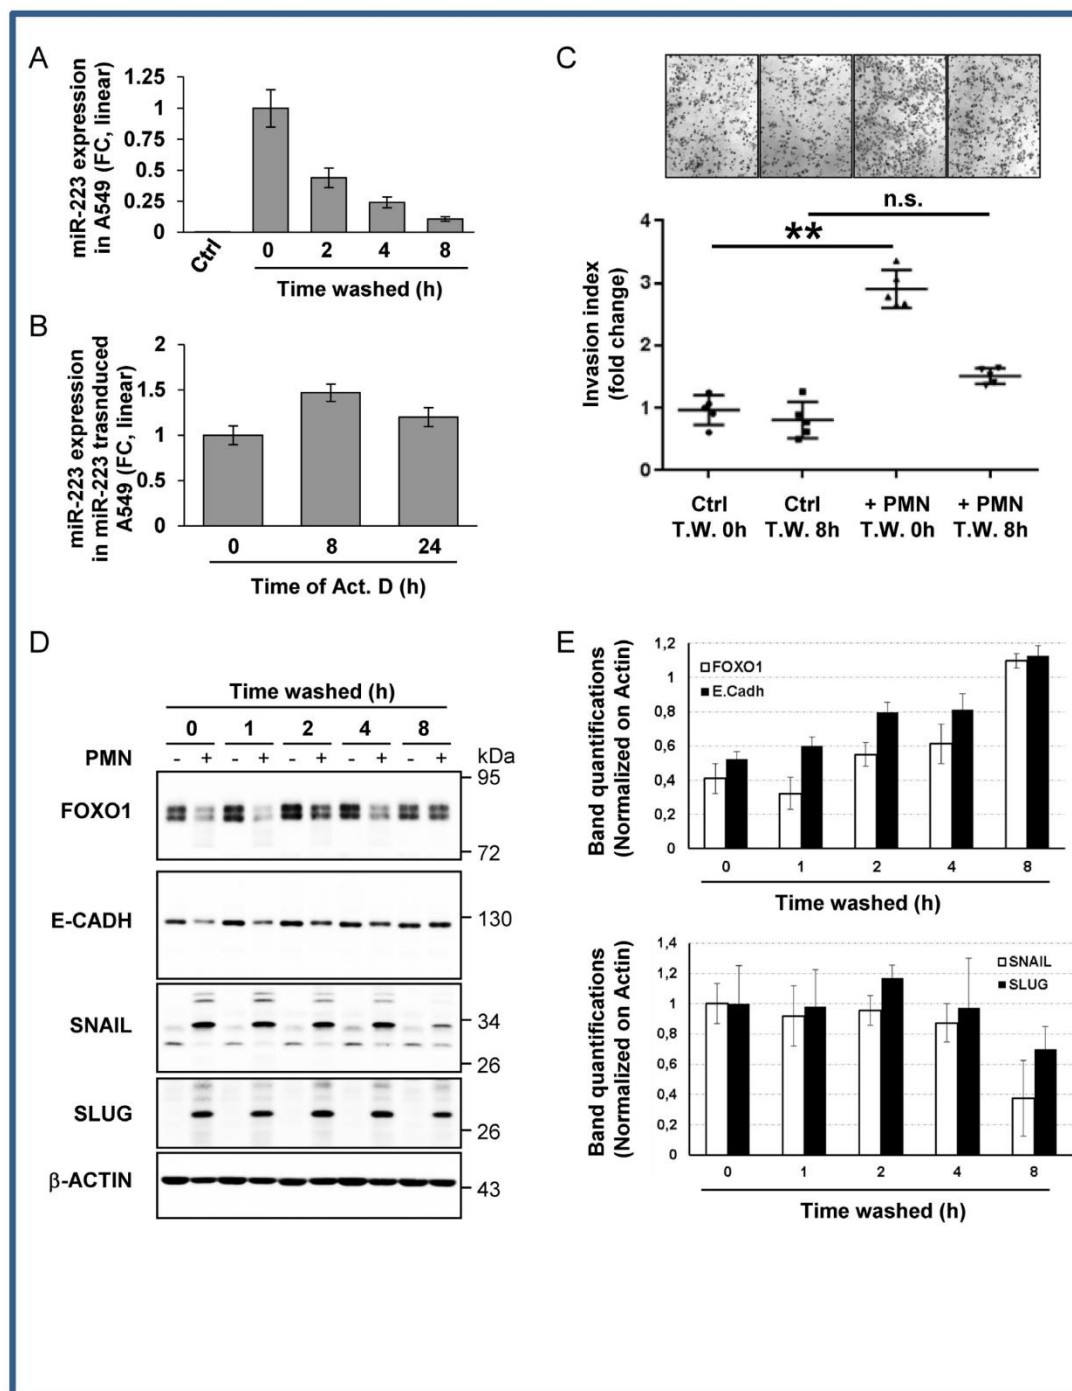 A
miR-223 expression
in A549 (FC, linear)
1.25
1
0.75
0.5
0.25
0
Ctrl
0 2 4 8
Time washed (h)
B
miR-223 expression
in miR-223 trasnduced
A549 (FC, linear)
2
1.5
1
0.5
0
0 8 24
Time of Act. D (h)
C
n.s.
**
Invasion index
(fold change)
4
3
2
1
0
Ctrl Ctrl + PMN + PMN
T.W. 0h T.W. 8h T.W. 0h T.W. 8h
D
Time washed (h)
0 1 2 4 8
PMN - + - + - + - + - + kDa
FOXO1
95
72
E-CADH
130
SNAIL
34
26
SLUG
26
β-ACTIN
43
E
Band quantifications
(Normalized on Actin)
1,2
1
0,8
0,6
0,4
0,2
0
FOXO1
E.Cadh
0 1 2 4 8
Time washed (h)
Band quantifications
(Normalized on Actin)
1,4
1,2
1
0,8
0,6
0,4
0,2
0
SNAIL
SLUG
0 1 2 4 8
Time washed (h)